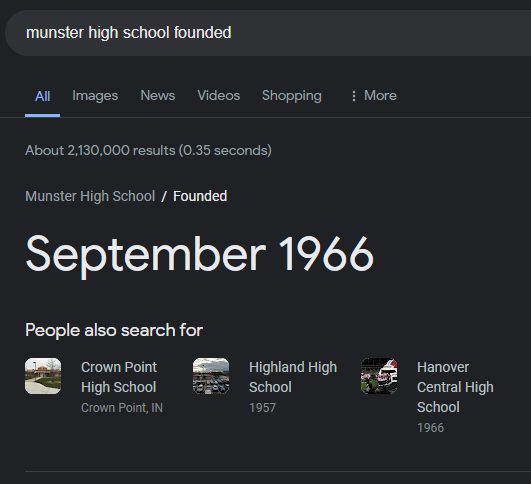 munster high school founded
All Images News Videos Shopping More
About 2,130,000 results (0.35 seconds)
Munster High School / Founded
September 1966
People also search for
Crown Point
High School
Crown Point, IN
Highland High
School
1957
Hanover
Central High
School
1966